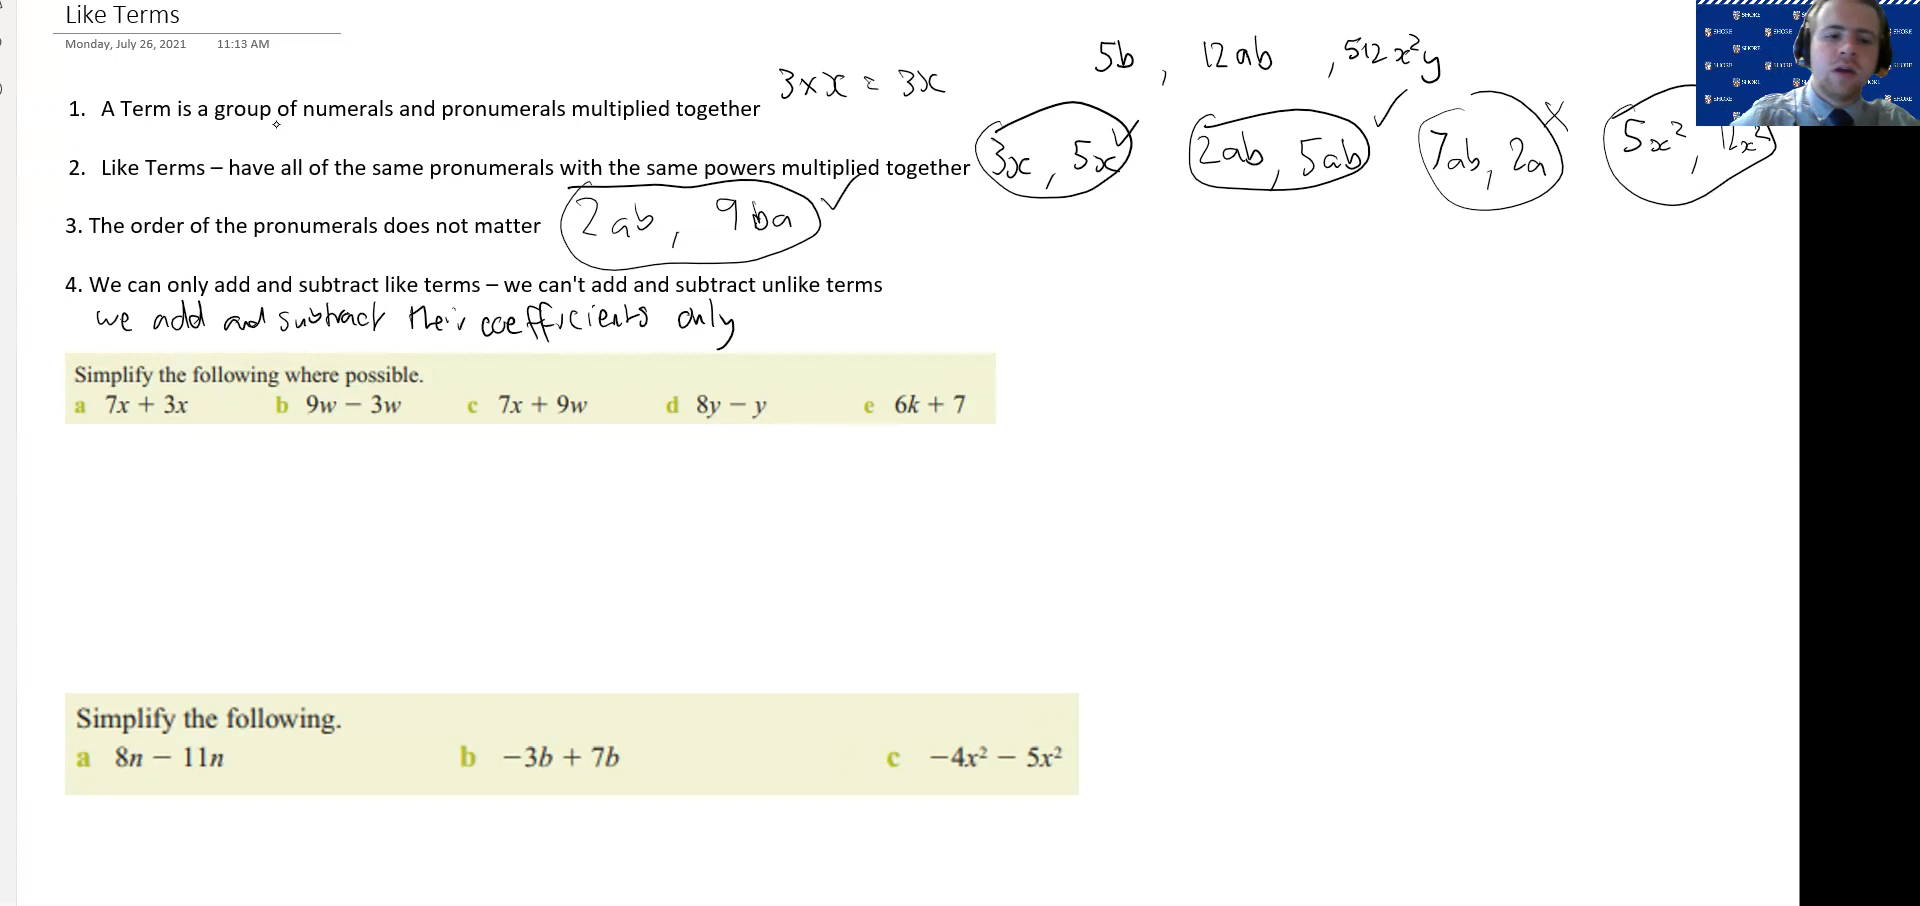 Like Terms
Monday, July 26, 2021 11:13 AM
5b , 12ab , 512x²y
3 × x = 3x
1. A Term is a group of numerals and pronumerals multiplied together
2. Like Terms – have all of the same pronumerals with the same powers multiplied together
3x , 5x ✓ 2ab , 5ab ✓ 7ab , 2a × 5x² , 12x²
3. The order of the pronumerals does not matter 2ab , 9ba ✓
4. We can only add and subtract like terms – we can't add and subtract unlike terms
we add and subtract their coefficients only
Simplify the following where possible.
a 7x + 3x b 9w − 3w c 7x + 9w d 8y − y e 6k + 7
Simplify the following.
a 8n − 11n b −3b + 7b c −4x² − 5x²
SHORE